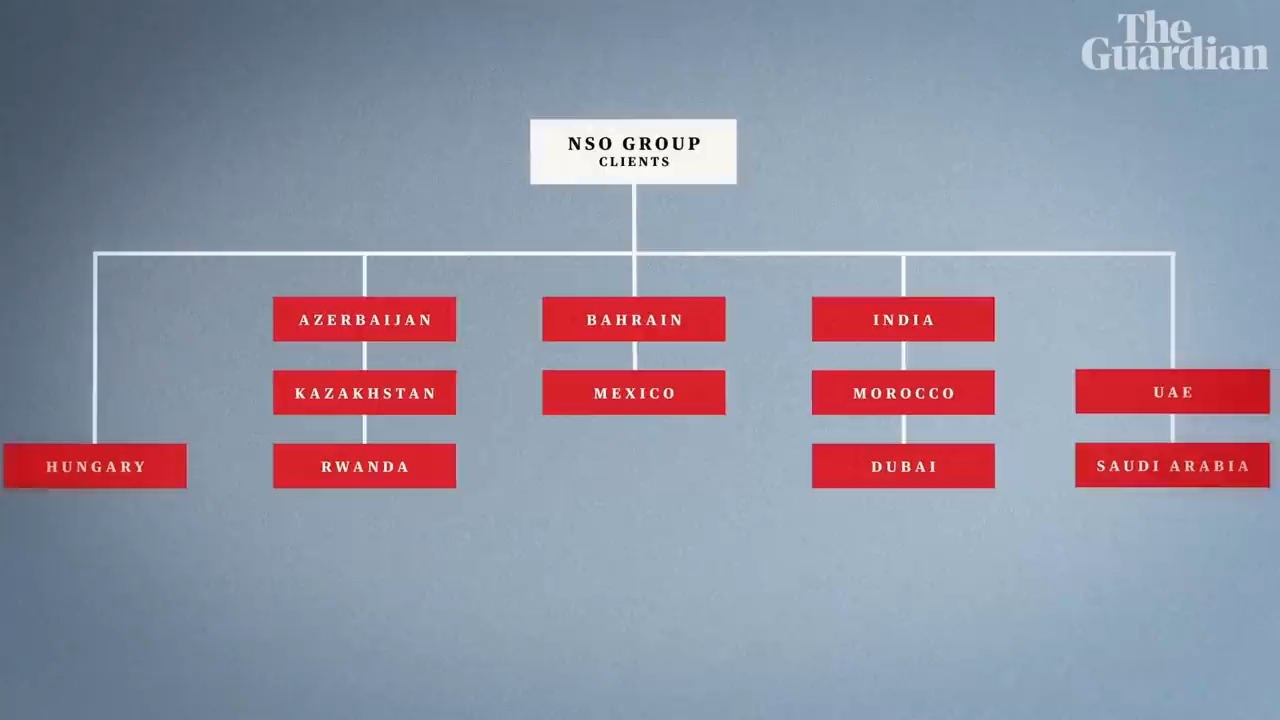 The
Guardian
NSO GROUP
CLIENTS
AZERBAIJAN
BAHRAIN
INDIA
KAZAKHSTAN
MEXICO
MOROCCO
UAE
HUNGARY
RWANDA
DUBAI
SAUDI ARABIA